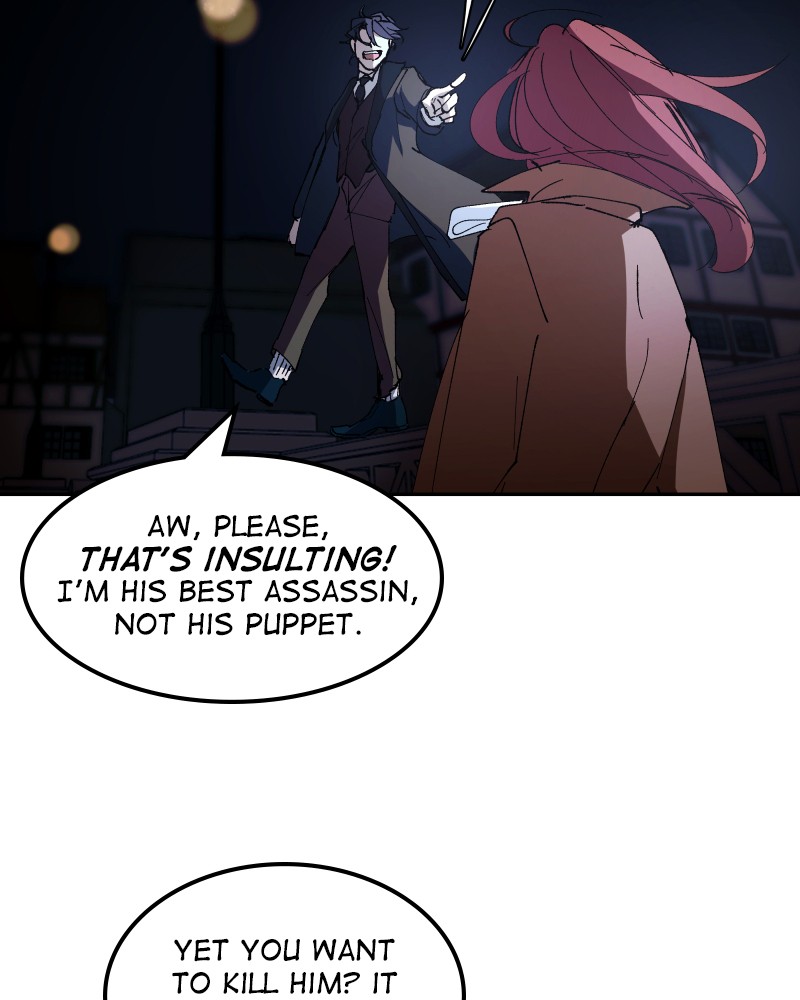 AW, PLEASE,
THAT'S INSULTING!
I'M HIS BEST ASSASSIN,
NOT HIS PUPPET.
YET YOU WANT
TO KILL HIM? IT